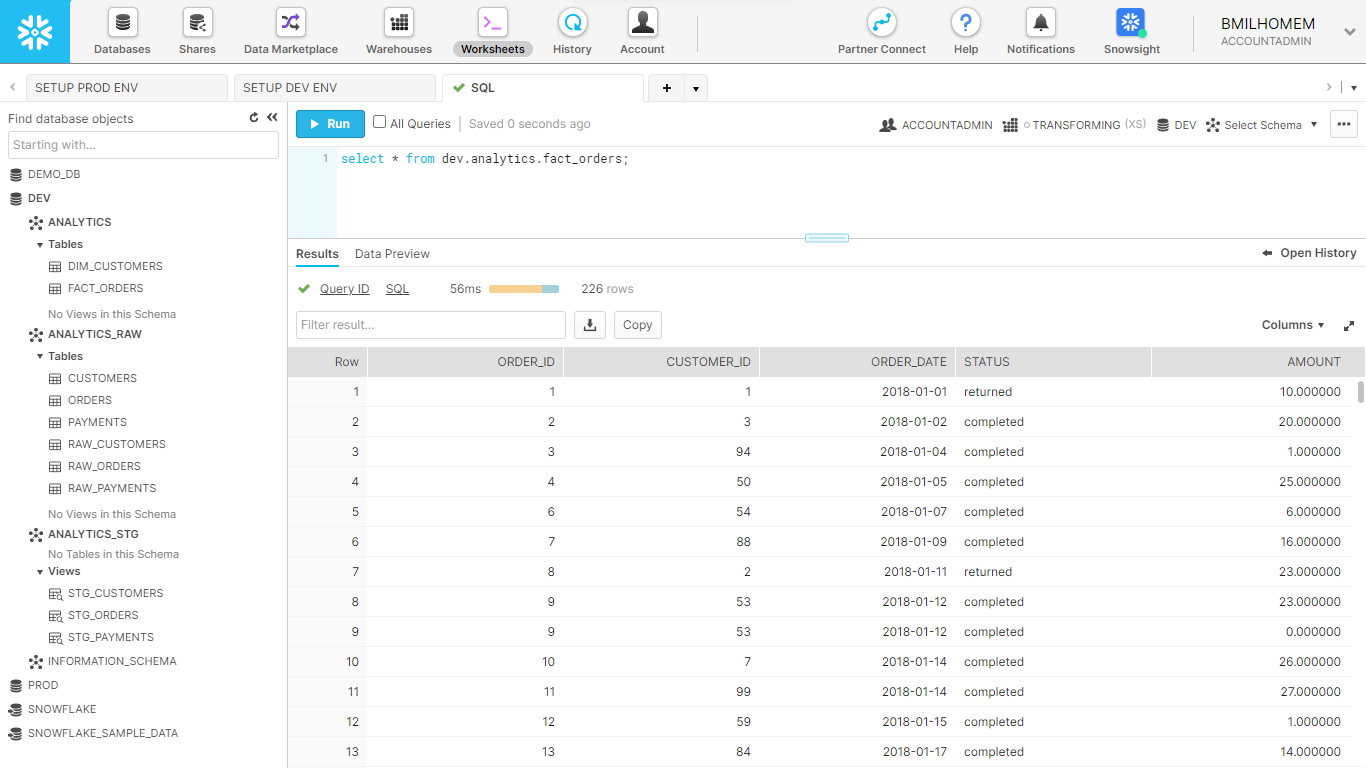 Databases Shares Data Marketplace Warehouses Worksheets History Account Partner Connect Help Notifications Snowsight BMILHOMEM
ACCOUNTADMIN
SETUP PROD ENV SETUP DEV ENV SQL
Find database objects
Starting with...
DEMO_DB
DEV
ANALYTICS
Tables
DIM_CUSTOMERS
FACT_ORDERS
No Views in this Schema
ANALYTICS_RAW
Tables
CUSTOMERS
ORDERS
PAYMENTS
RAW_CUSTOMERS
RAW_ORDERS
RAW_PAYMENTS
No Views in this Schema
ANALYTICS_STG
No Tables in this Schema
Views
STG_CUSTOMERS
STG_ORDERS
STG_PAYMENTS
INFORMATION_SCHEMA
PROD
SNOWFLAKE
SNOWFLAKE_SAMPLE_DATA
Run All Queries Saved 0 seconds ago ACCOUNTADMIN TRANSFORMING (XS) DEV Select Schema
1 select * from dev.analytics.fact_orders;
Results Data Preview Open History
Query ID SQL 56ms 226 rows
Filter result... Copy Columns
Row ORDER_ID CUSTOMER_ID ORDER_DATE STATUS AMOUNT
1 1 1 2018-01-01 returned 10.000000
2 2 3 2018-01-02 completed 20.000000
3 3 94 2018-01-04 completed 1.000000
4 4 50 2018-01-05 completed 25.000000
5 6 54 2018-01-07 completed 6.000000
6 7 88 2018-01-09 completed 16.000000
7 8 2 2018-01-11 returned 23.000000
8 9 53 2018-01-12 completed 23.000000
9 9 53 2018-01-12 completed 0.000000
10 10 7 2018-01-14 completed 26.000000
11 11 99 2018-01-14 completed 27.000000
12 12 59 2018-01-15 completed 1.000000
13 13 84 2018-01-17 completed 14.000000